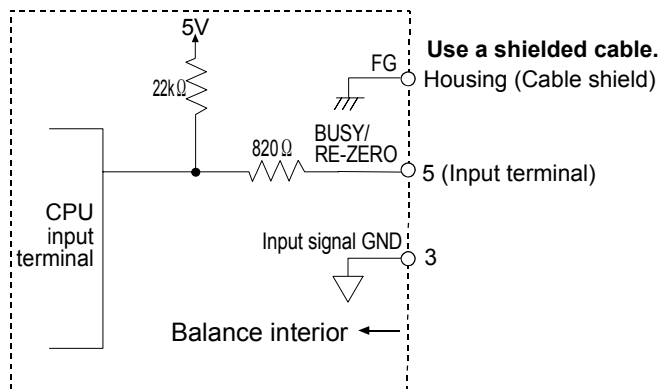 5V
Use a shielded cable.
FG
Housing (Cable shield)
22kΩ
BUSY/
RE-ZERO
820Ω
5 (Input terminal)
CPU
input
terminal
Input signal GND
3
Balance interior